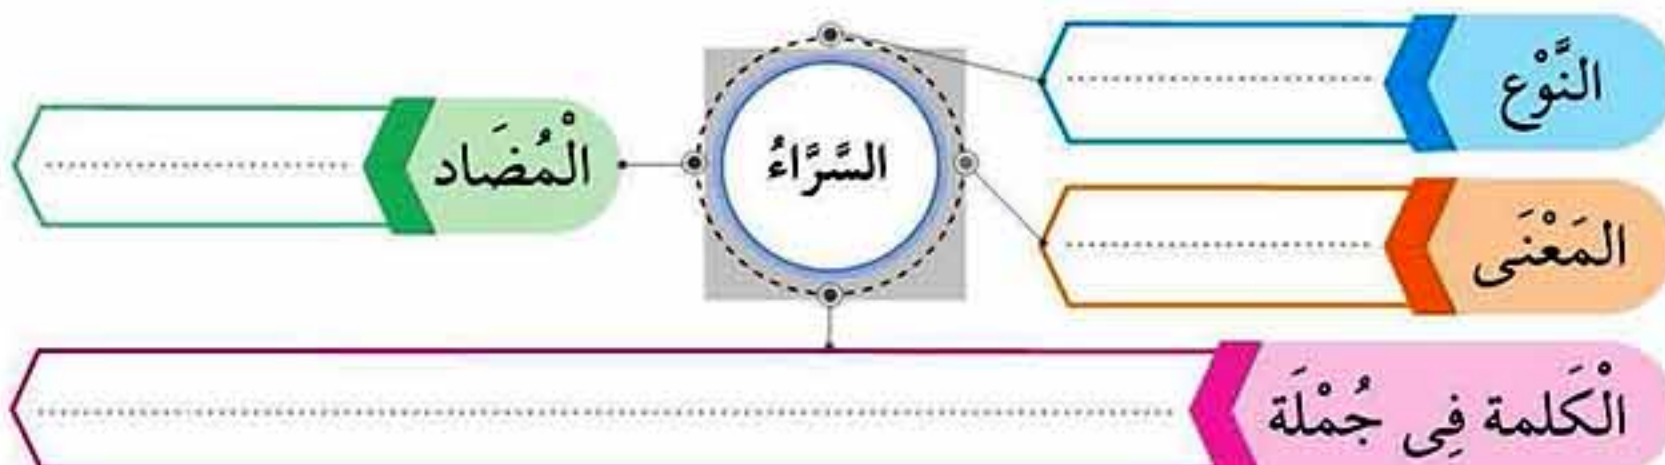 النَّوْع
السَّرَّاءُ
الْمُضَاد
المَعْنَى
الْكَلمة فِى جُمْلَة